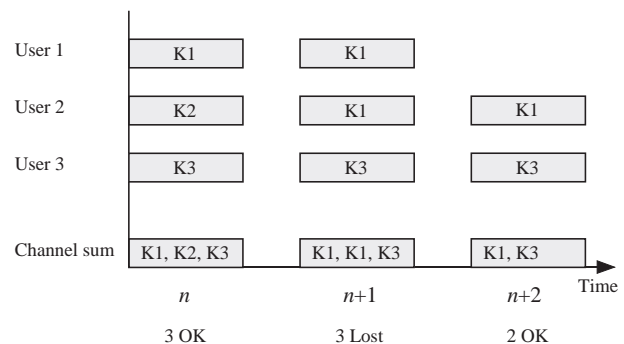 User 1 K1 K1
User 2 K2 K1 K1
User 3 K3 K3 K3
Channel sum K1, K2, K3 K1, K1, K3 K1, K3
Time
n n+1 n+2
3 OK 3 Lost 2 OK